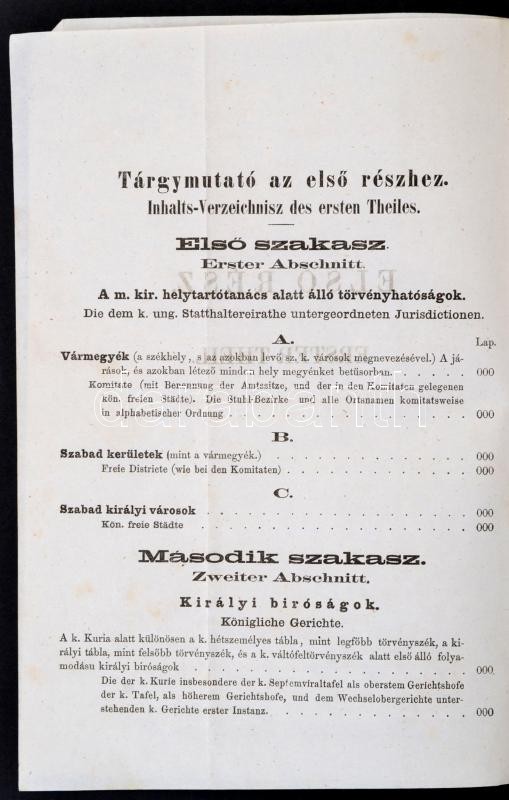 Tárgymutató az első részhez.
Inhalts-Verzeichnisz des ersten Theiles.
Első szakasz.
Erster Abschnitt.
A m. kir. helytartótanács alatt álló törvényhatóságok.
Die dem k. ung. Statthaltereirathe untergeordneten Jurisdictionen.
A. Lap.
Vármegyék (a székhely, s az azokban levő sz. k. városok megnevezésével.) A já-
rások, és azokban létező minden hely megyénket betüsorban. . . . . . 000
Komitate (mit Berennung der Amtssitze, und der in den Komitaten gelegenen
kön. freien Städte). Die Stuhl-Bezirke und alle Ortsnamen komitatsweise
in alphabetischer Ordnung . . . . . . . . . . 000
B.
Szabad kerületek (mint a vármegyék.) . . . . . . . . . . 000
Freie Districte (wie bei den Komitaten) . . . . . . . . . . 000
C.
Szabad királyi városok . . . . . . . . . . 000
Kön. freie Städte . . . . . . . . . . 000
Második szakasz.
Zweiter Abschnitt.
Királyi biróságok.
Königliche Gerichte.
A k. Kuria alatt különösen a k. hétszemélyes tábla, mint legföbb törvényszék, a ki-
rályi tábla, mint felsöbb törvényszék, és a k. váltófeltörvényszék alatt első álló folya-
modásu királyi biróságok . . . . . . . . . . 000
Die der k. Kurie insbesondere der k. Septemviraltafel als oberstem Gerichtshofe
der k. Tafel, als höherem Gerichtshofe, und dem Wechselobergerichte unter-
stehenden k. Gerichte erster Instanz. . . . . . . . . . . 000